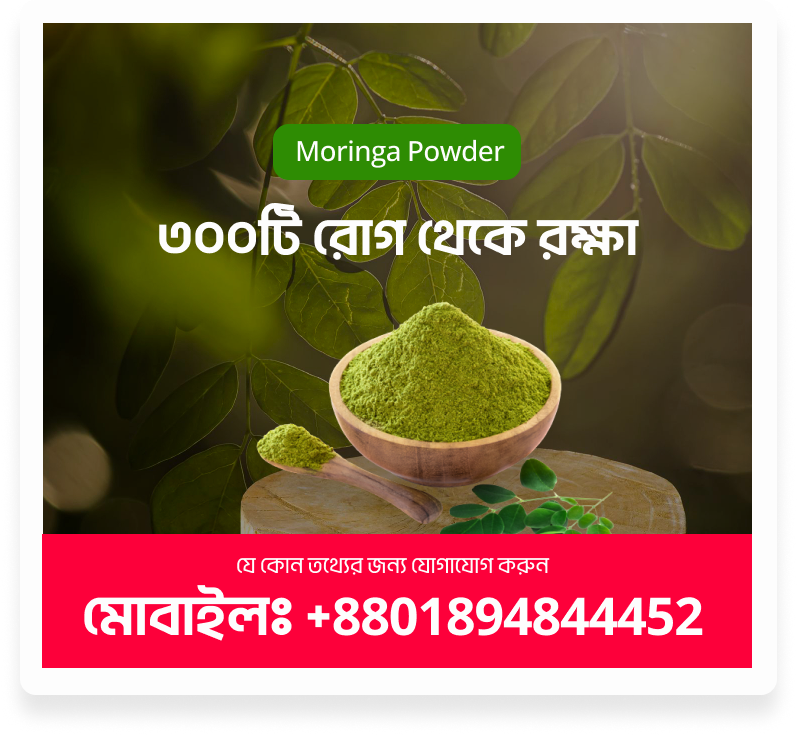 Moringa Powder
৩০০টি রোগ থেকে রক্ষা
যে কোন তথ্যের জন্য যোগাযোগ করুন
মোবাইলঃ +8801894844452